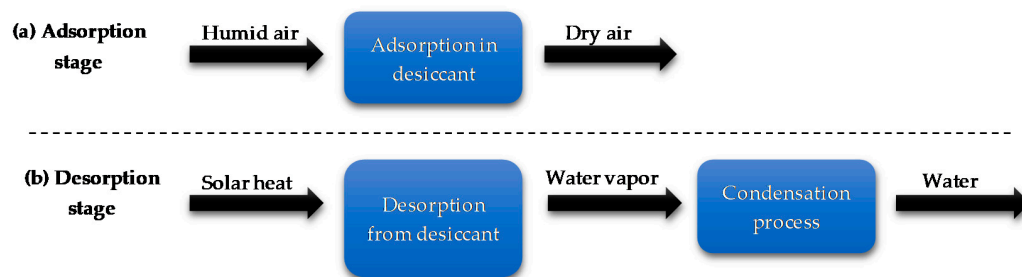 (a) Adsorption
stage
Humid air
Adsorption in
desiccant
Dry air
(b) Desorption
stage
Solar heat
Desorption
from desiccant
Water vapor
Condensation
process
Water